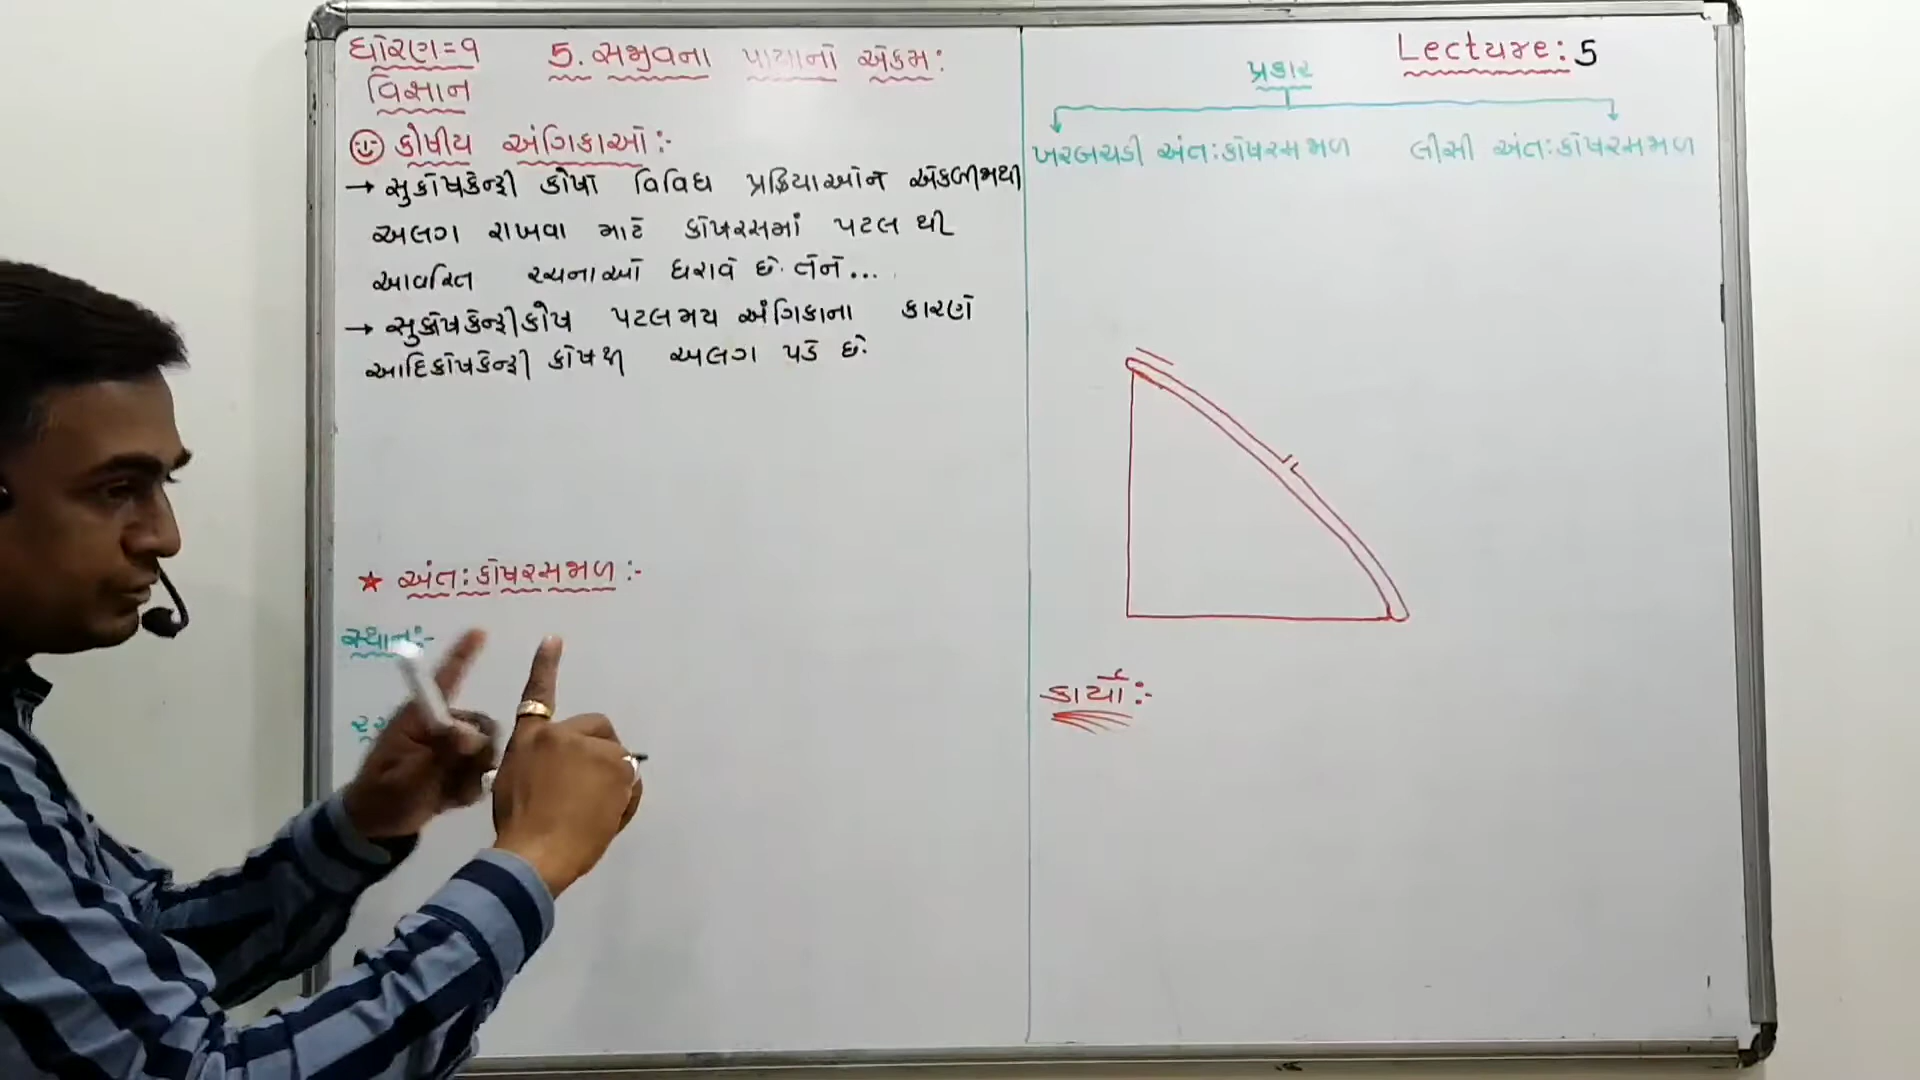 ધોરણ=૧
વિજ્ઞાન
5. સજીવના પાયાનો એકમ:
કોષીય અંગિકાઓ:-
→ સુકોષકેન્દ્રી કોષો વિવિધ પ્રક્રિયાઓને એકબીજાથી
અલગ રાખવા માટે કોષરસમાં પટલ થી
આવરિત રચનાઓ ધરાવે છે. તેને...
→ સુકોષકેન્દ્રીકોષ પટલમય અંગિકાના કારણે
આદિકોષકેન્દ્રી કોષથી અલગ પડે છે.
★ અંતઃકોષરસજાળ :-
સ્થાન:-
Lecture: 5
પ્રકાર
ખરબચડી અંતઃકોષરસજાળ લીસી અંતઃકોષરસજાળ
કાર્યો:-